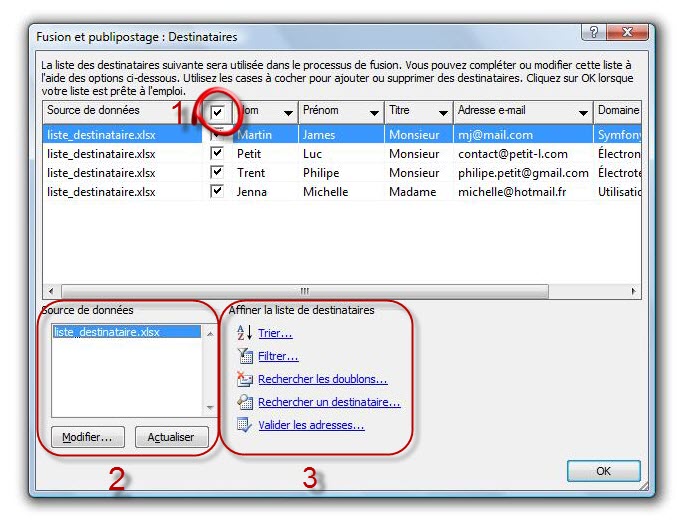 Fusion et publipostage : Destinataires
La liste des destinataires suivante sera utilisée dans le processus de fusion. Vous pouvez compléter ou modifier cette liste à
l'aide des options ci-dessous. Utilisez les cases à cocher pour ajouter ou supprimer des destinataires. Cliquez sur OK lorsque
votre liste est prête à l'emploi.
1
Source de données Nom Prénom Titre Adresse e-mail Domaine
liste_destinataire.xlsx Martin James Monsieur mj@mail.com Symfony
liste_destinataire.xlsx Petit Luc Monsieur contact@petit-l.com Électron
liste_destinataire.xlsx Trent Philipe Monsieur philipe.petit@gmail.com Électrote
liste_destinataire.xlsx Jenna Michelle Madame michelle@hotmail.fr Utilisatio
Source de données
liste_destinataire.xlsx
Modifier... Actualiser
2
Affiner la liste de destinataires
Trier...
Filtrer...
Rechercher les doublons...
Rechercher un destinataire...
Valider les adresses...
3
OK